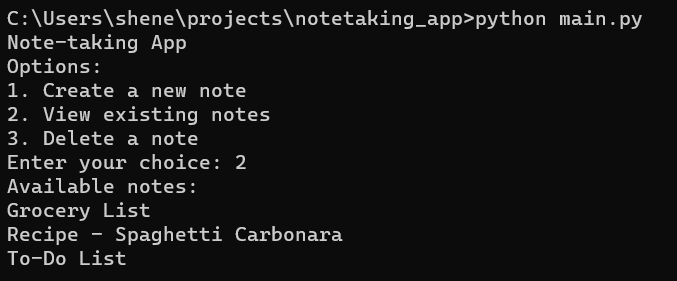 C:\Users\shene\projects\notetaking_app>python main.py
Note-taking App
Options:
1. Create a new note
2. View existing notes
3. Delete a note
Enter your choice: 2
Available notes:
Grocery List
Recipe - Spaghetti Carbonara
To-Do List